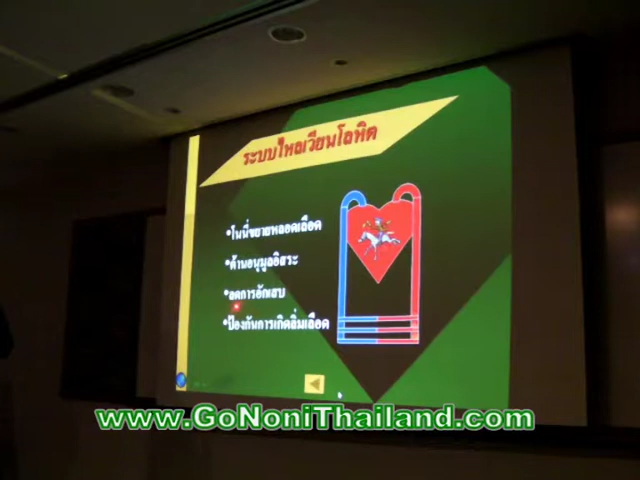 ระบบไหลเวียนโลหิต
•โนนี่ขยายหลอดเลือด
•ต้านอนุมูลอิสระ
•ลดการอักเสบ
•ป้องกันการเกิดลิ่มเลือด
www.GoNoniThailand.com